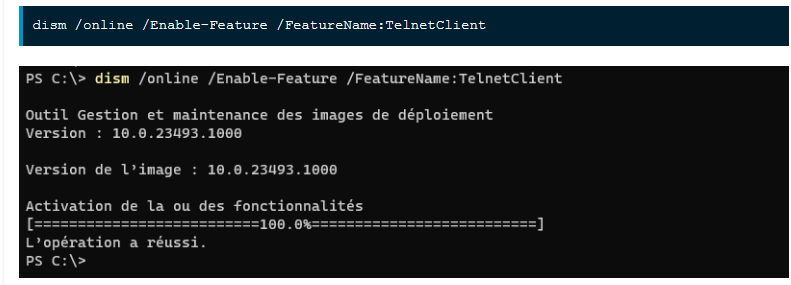 dism /online /Enable-Feature /FeatureName:TelnetClient
PS C:\> dism /online /Enable-Feature /FeatureName:TelnetClient
Outil Gestion et maintenance des images de déploiement
Version : 10.0.23493.1000
Version de l’image : 10.0.23493.1000
Activation de la ou des fonctionnalités
[==========================100.0%==========================]
L’opération a réussi.
PS C:\>